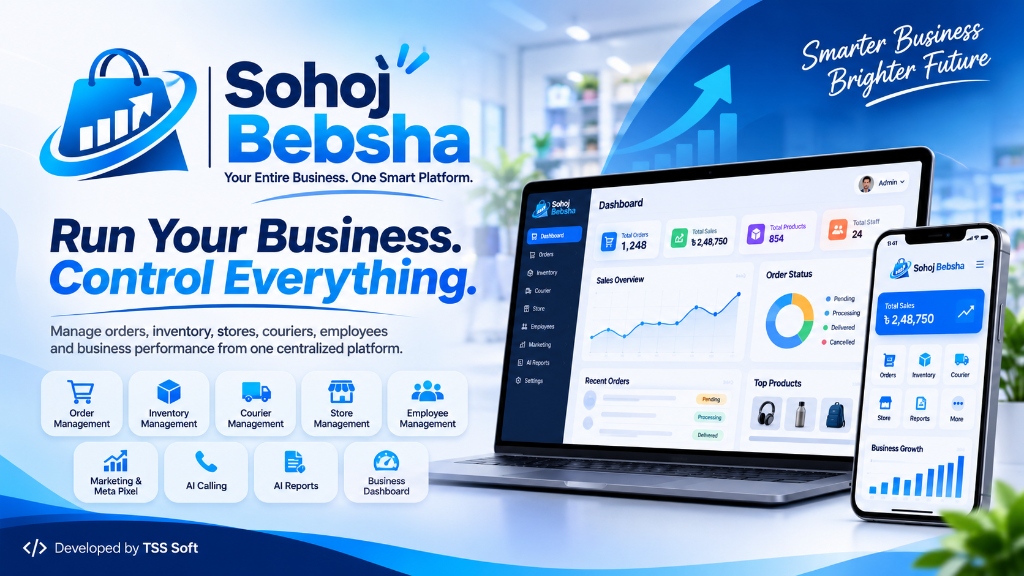 Sohoj
Bebsha
Your Entire Business. One Smart Platform.
Run Your Business.
Control Everything.
Manage orders, inventory, stores, couriers, employees
and business performance from one centralized platform.
Order
Management
Inventory
Management
Courier
Management
Store
Management
Employee
Management
Marketing &
Meta Pixel
AI Calling
AI Reports
Business
Dashboard
</> Developed by TSS Soft
Smarter Business
Brighter Future
Sohoj
Bebsha
Dashboard
Orders
Inventory
Courier
Store
Employees
Marketing
AI Reports
Settings
Dashboard
Admin
Total Orders
1,248
Total Sales
৳ 2,48,750
Total Products
854
Total Staff
24
Sales Overview
Order Status
Pending
Processing
Delivered
Cancelled
Recent Orders
Pending
Processing
Delivered
Top Products
9:41
Sohoj Bebsha
Total Sales
৳ 2,48,750
Orders
Inventory
Courier
Store
Reports
More
Business Growth